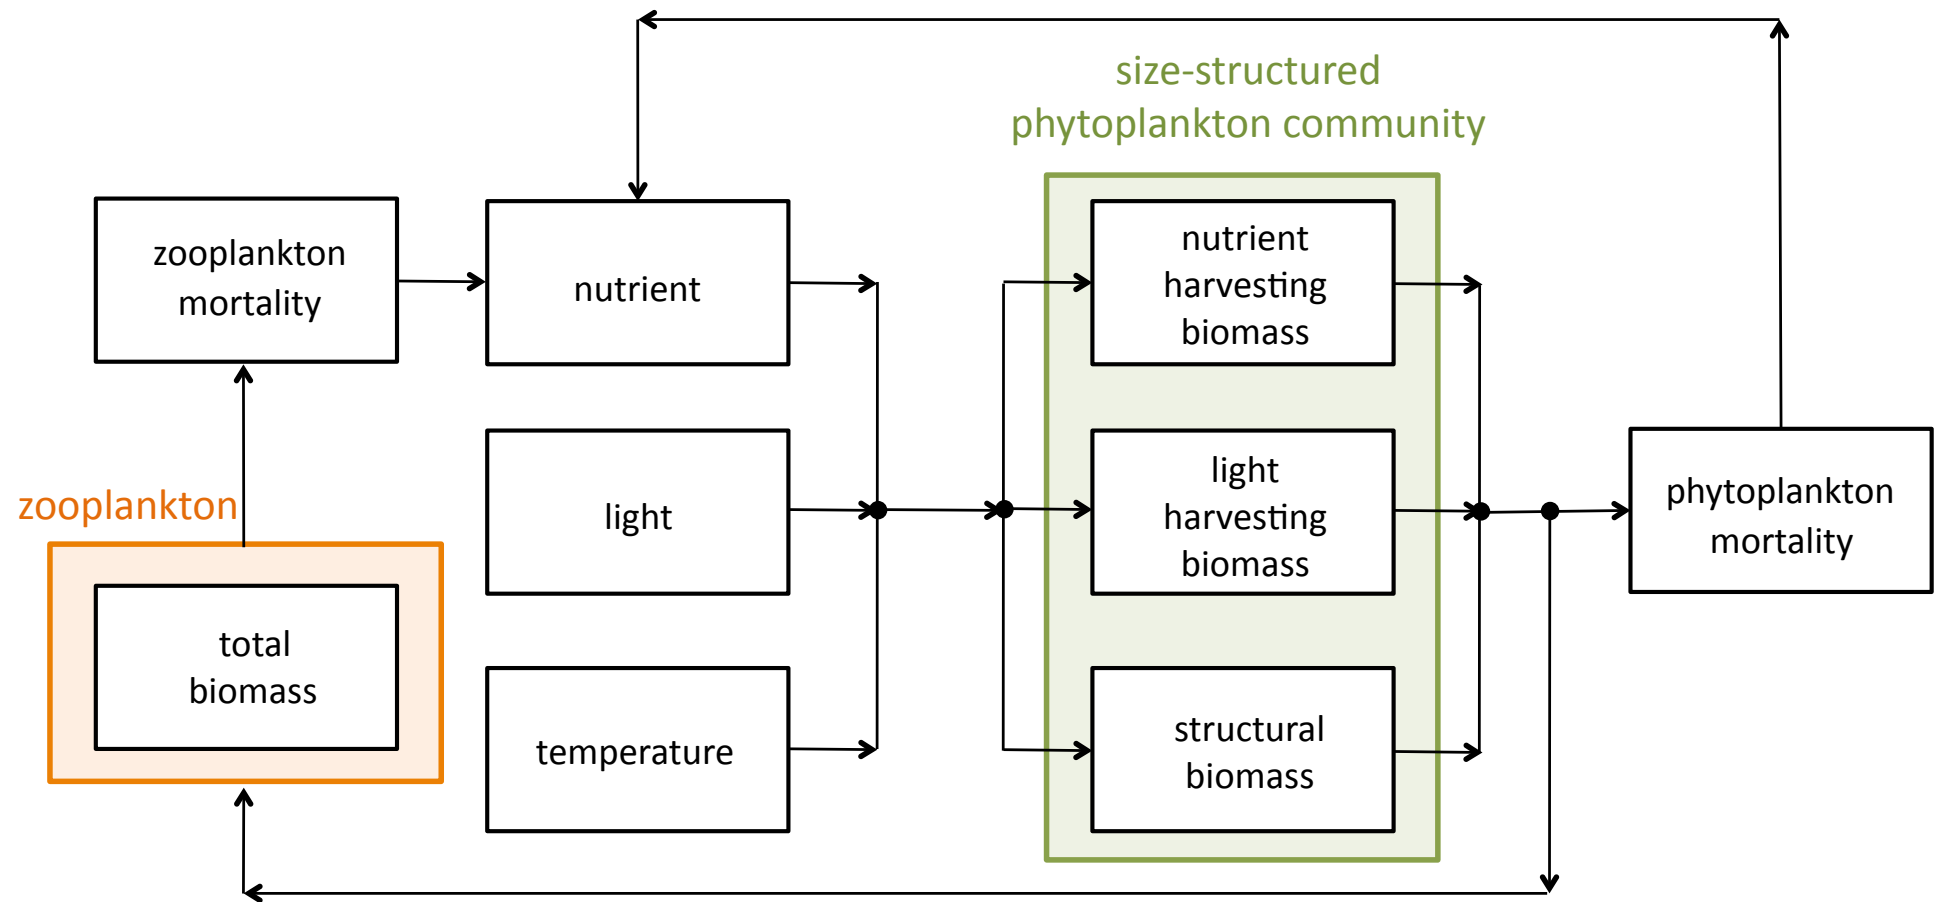 size-structured
phytoplankton community
zooplankton
mortality
nutrient
nutrient
harvesting
biomass
zooplankton
light
light
harvesting
biomass
phytoplankton
mortality
total
biomass
temperature
structural
biomass